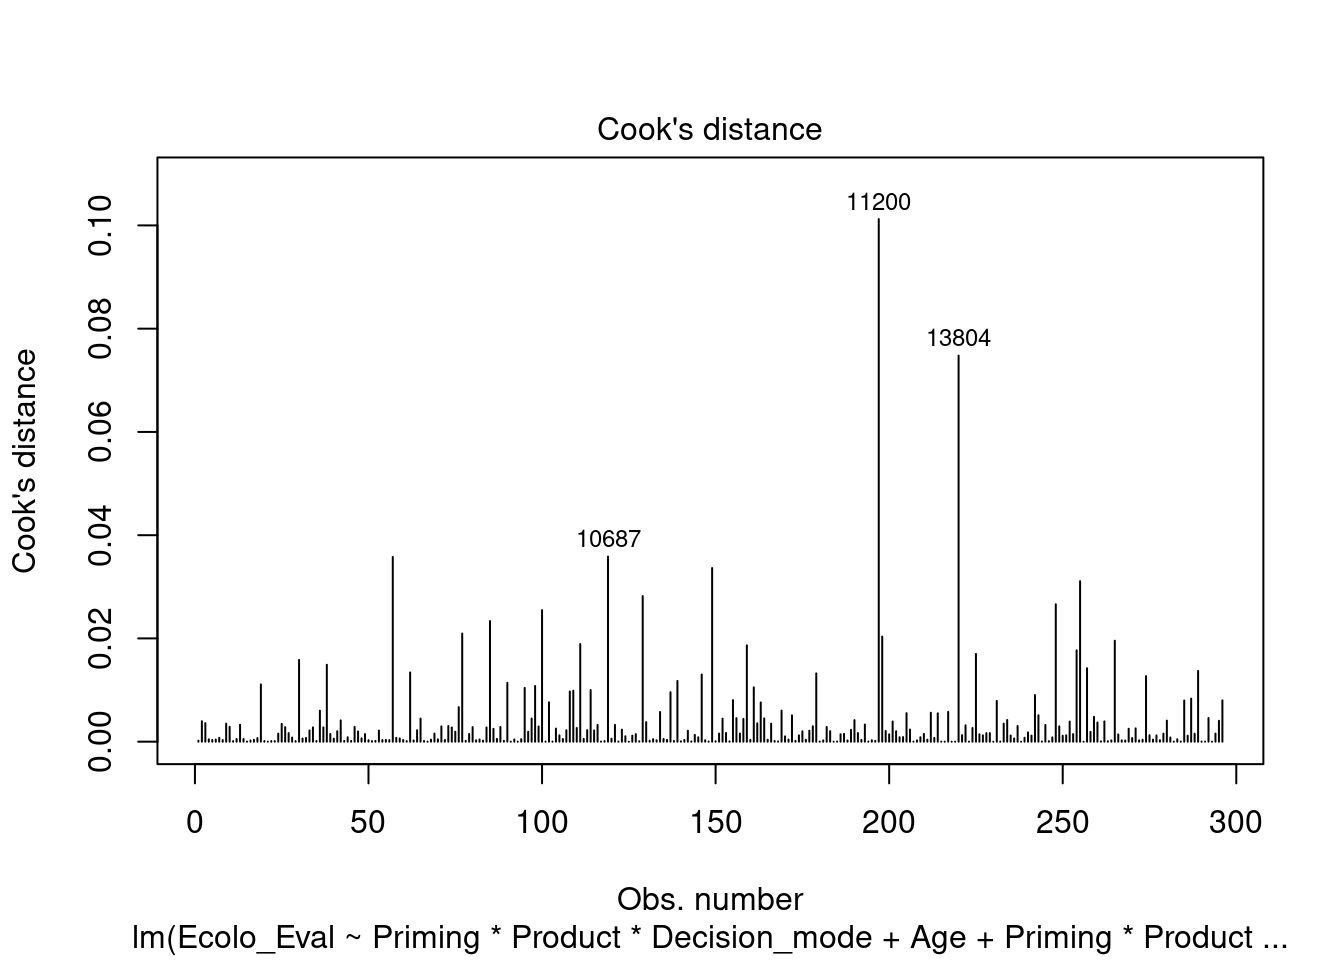 Cook's distance
11200
13804
10687
Cook's distance
0.10
0.08
0.06
0.04
0.02
0.00
0 50 100 150 200 250 300
Obs. number
lm(Ecolo_Eval ~ Priming * Product * Decision_mode + Age + Priming * Product ...